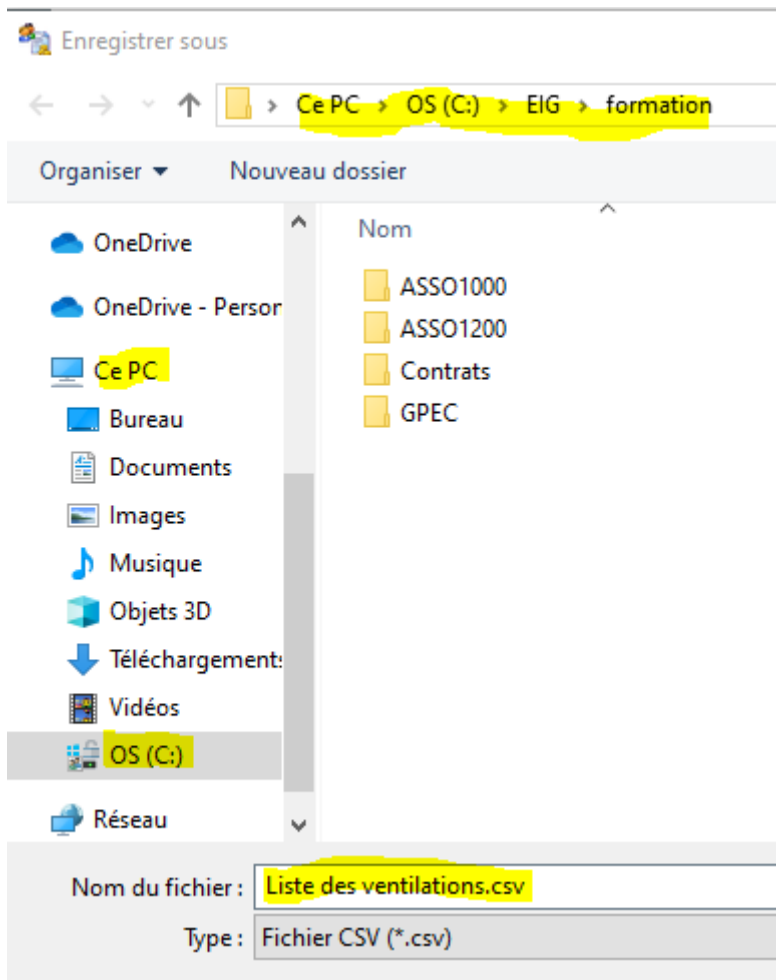 Enregistrer sous
Ce PC > OS (C:) > EIG > formation
Organiser Nouveau dossier
OneDrive
OneDrive - Person
Ce PC
Bureau
Documents
Images
Musique
Objets 3D
Téléchargements
Vidéos
OS (C:)
Réseau
Nom
ASSO1000
ASSO1200
Contrats
GPEC
Nom du fichier : Liste des ventilations.csv
Type : Fichier CSV (*.csv)